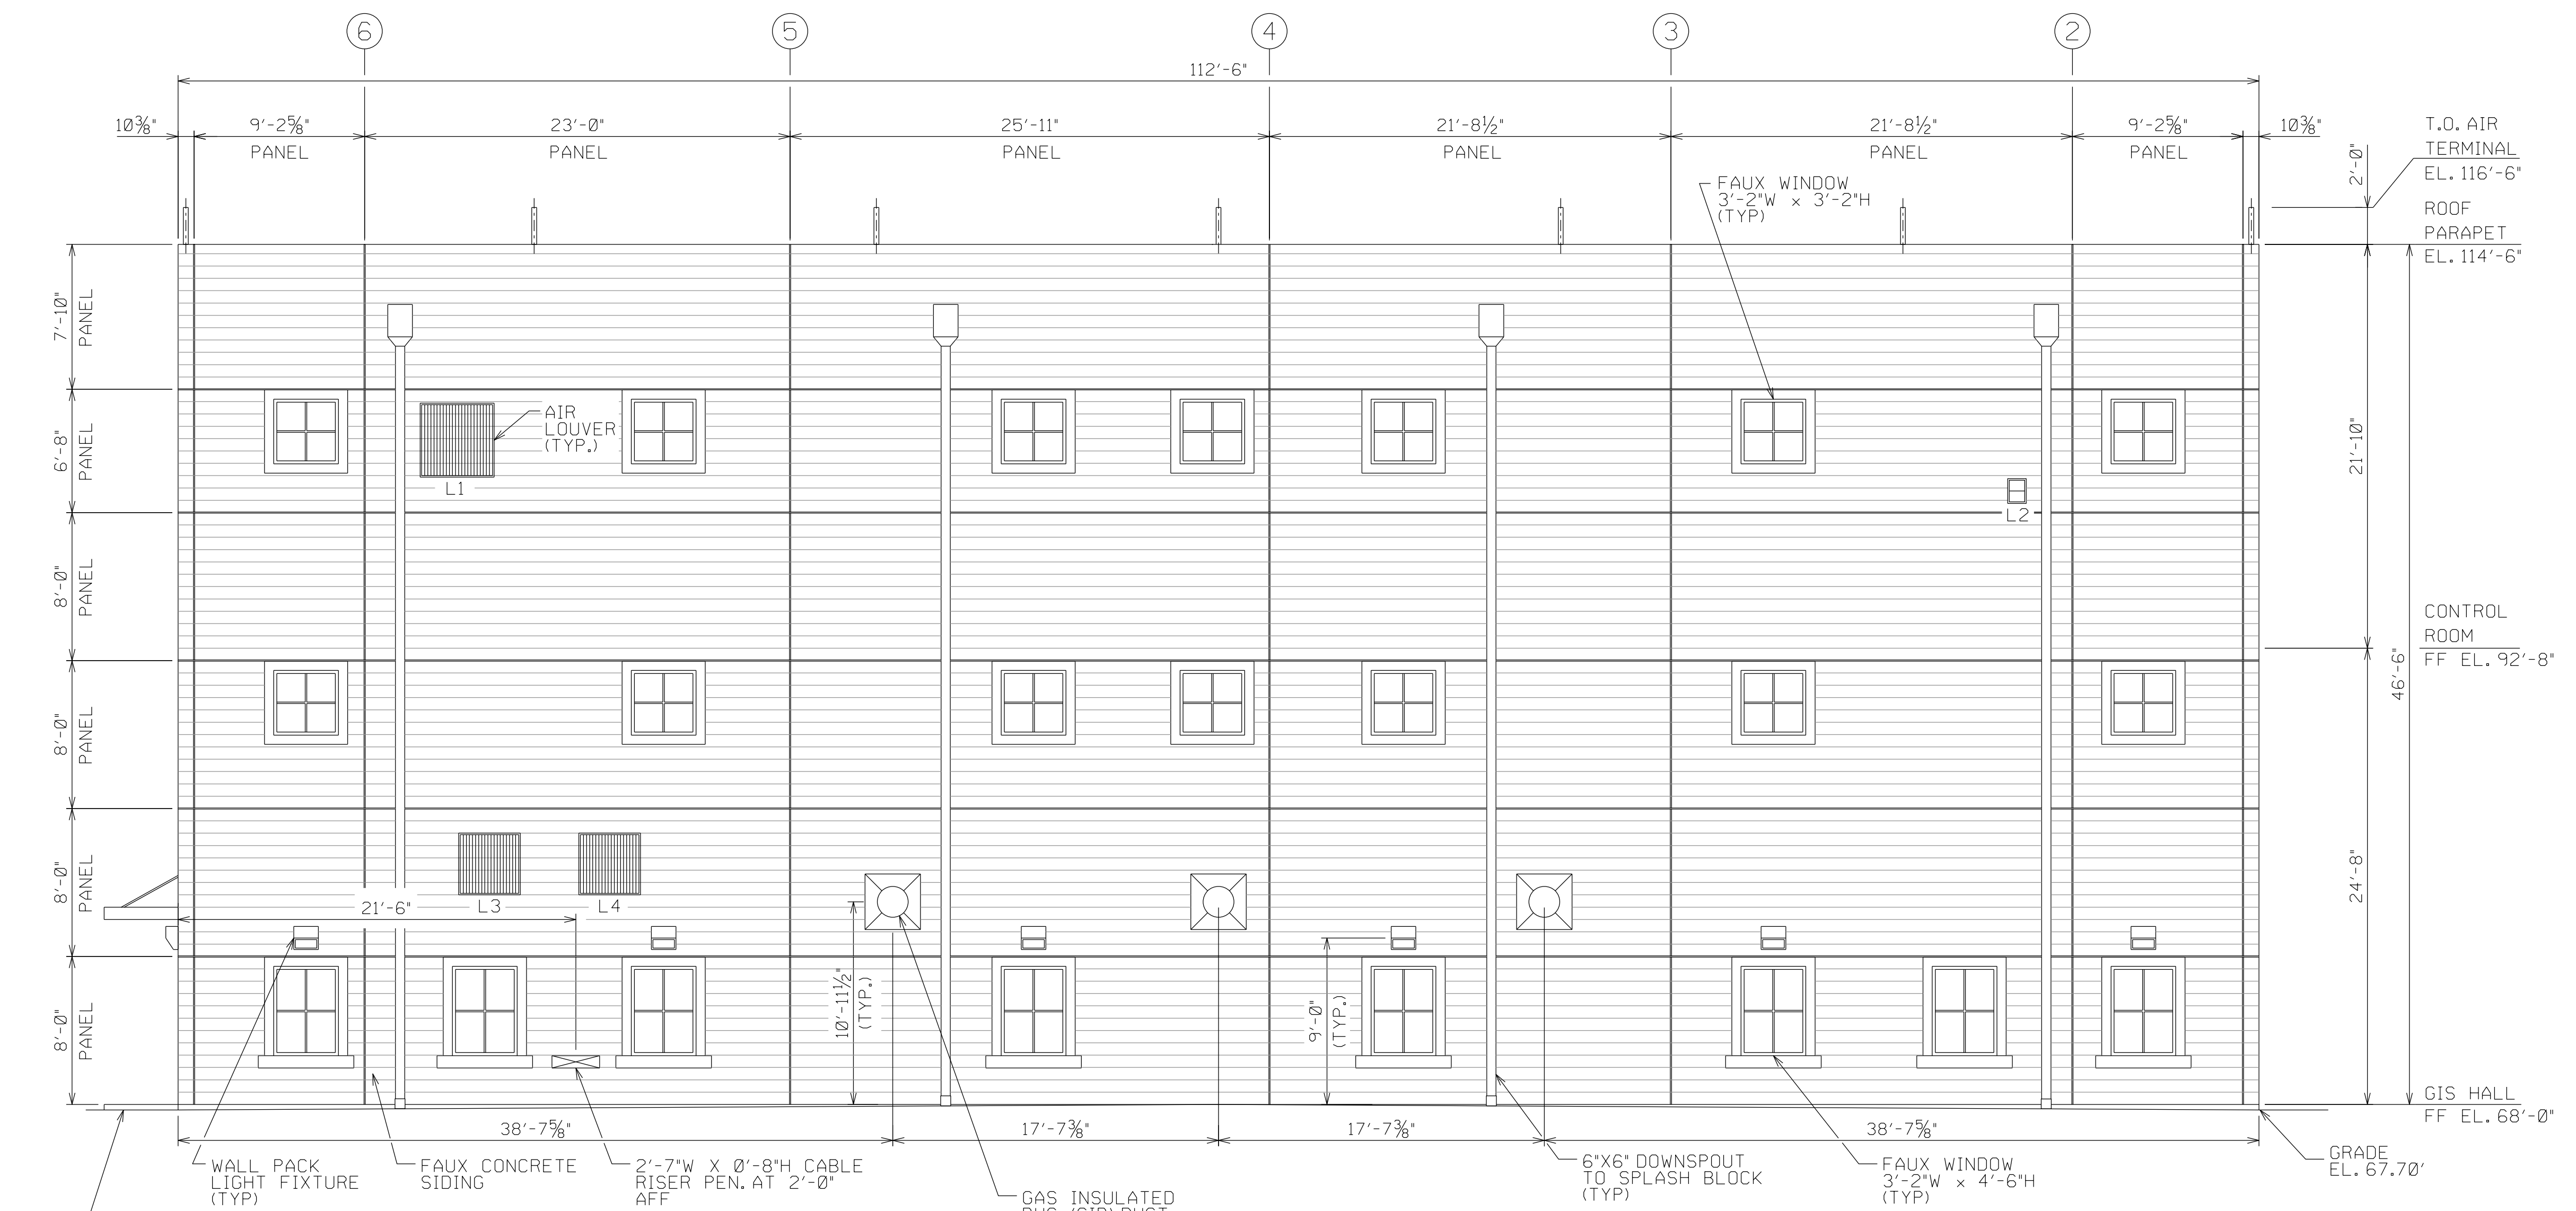 6
5
4
3
2
112'-6"
10⅜"
9'-2⅝"
PANEL
23'-0"
PANEL
25'-11"
PANEL
21'-8½"
PANEL
21'-8½"
PANEL
9'-2⅝"
PANEL
10⅜"
2'-0"
T.O. AIR
TERMINAL
EL. 116'-6"
ROOF
PARAPET
EL. 114'-6"
FAUX WINDOW
3'-2"W x 3'-2"H
(TYP)
7'-10"
PANEL
6'-8"
PANEL
8'-0"
PANEL
8'-0"
PANEL
8'-0"
PANEL
8'-0"
PANEL
AIR
LOUVER
(TYP.)
L1
L2
21'-10"
46'-6"
CONTROL
ROOM
FF EL. 92'-8"
24'-8"
L3
L4
21'-6"
10'-11½"
(TYP.)
9'-0"
(TYP.)
GIS HALL
FF EL. 68'-0"
38'-7⅝"
17'-7⅜"
17'-7⅜"
38'-7⅝"
WALL PACK
LIGHT FIXTURE
(TYP)
FAUX CONCRETE
SIDING
2'-7"W X 0'-8"H CABLE
RISER PEN. AT 2'-0"
AFF
GAS INSULATED
6"X6" DOWNSPOUT
TO SPLASH BLOCK
(TYP)
FAUX WINDOW
3'-2"W x 4'-6"H
(TYP)
GRADE
EL. 67.70'